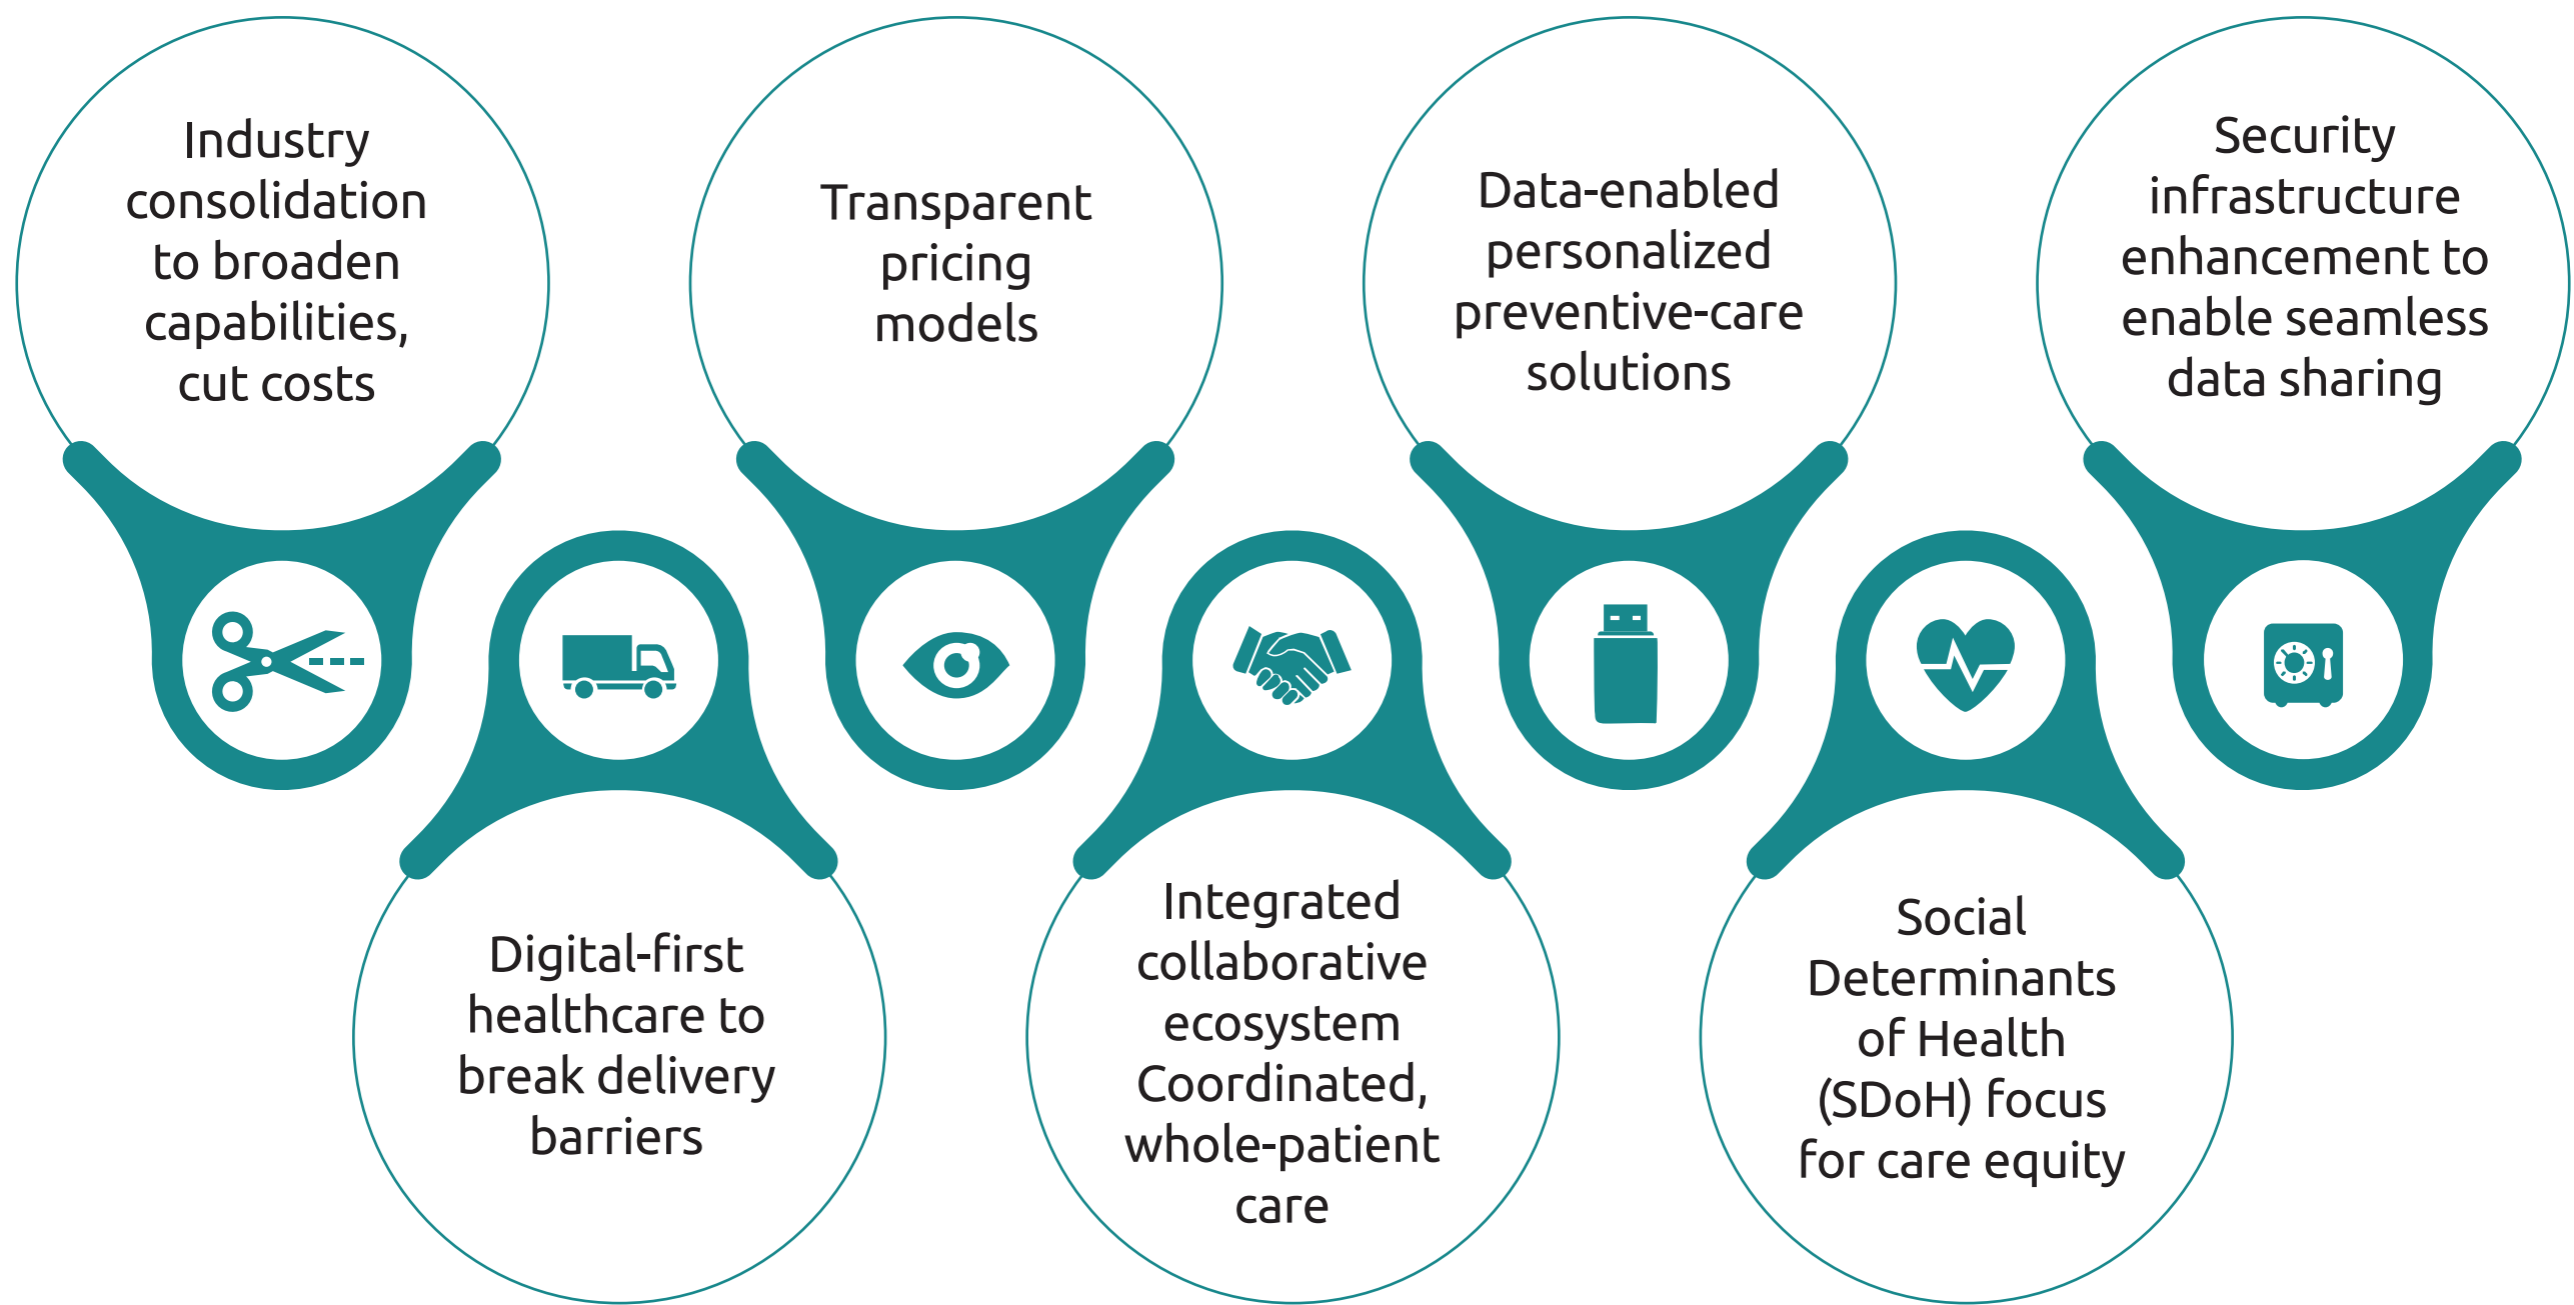 Industry
consolidation
to broaden
capabilities,
cut costs
Transparent
pricing
models
Data-enabled
personalized
preventive-care
solutions
Security
infrastructure
enhancement to
enable seamless
data sharing
Digital-first
healthcare to
break delivery
barriers
Integrated
collaborative
ecosystem
Coordinated,
whole-patient
care
Social
Determinants
of Health
(SDoH) focus
for care equity